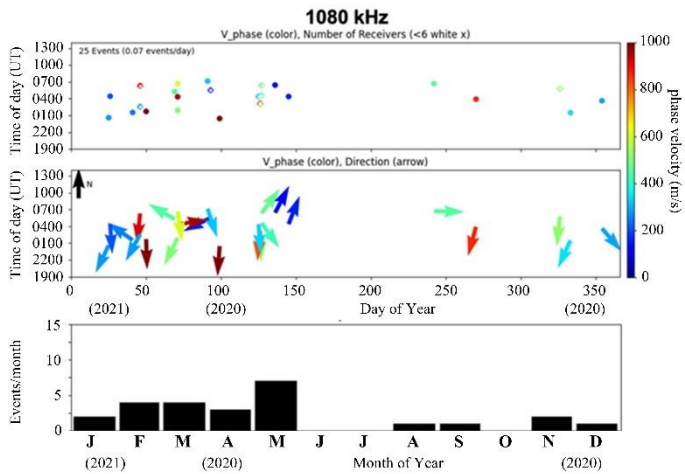 1080 kHz
V_phase (color), Number of Receivers (<6 white x)
25 Events (0.07 events/day)
Time of day (UT)
1300
1000
0700
0400
0100
2200
1900
1000
800
600
400
200
0
phase velocity (m/s)
V_phase (color), Direction (arrow)
N
Time of day (UT)
1300
1000
0700
0400
0100
2200
1900
0 50 100 150 200 250 300 350
(2021) (2020) Day of Year (2020)
Events/month
15
10
5
0
J F M A M J J A S O N D
(2021) (2020) Month of Year (2020)